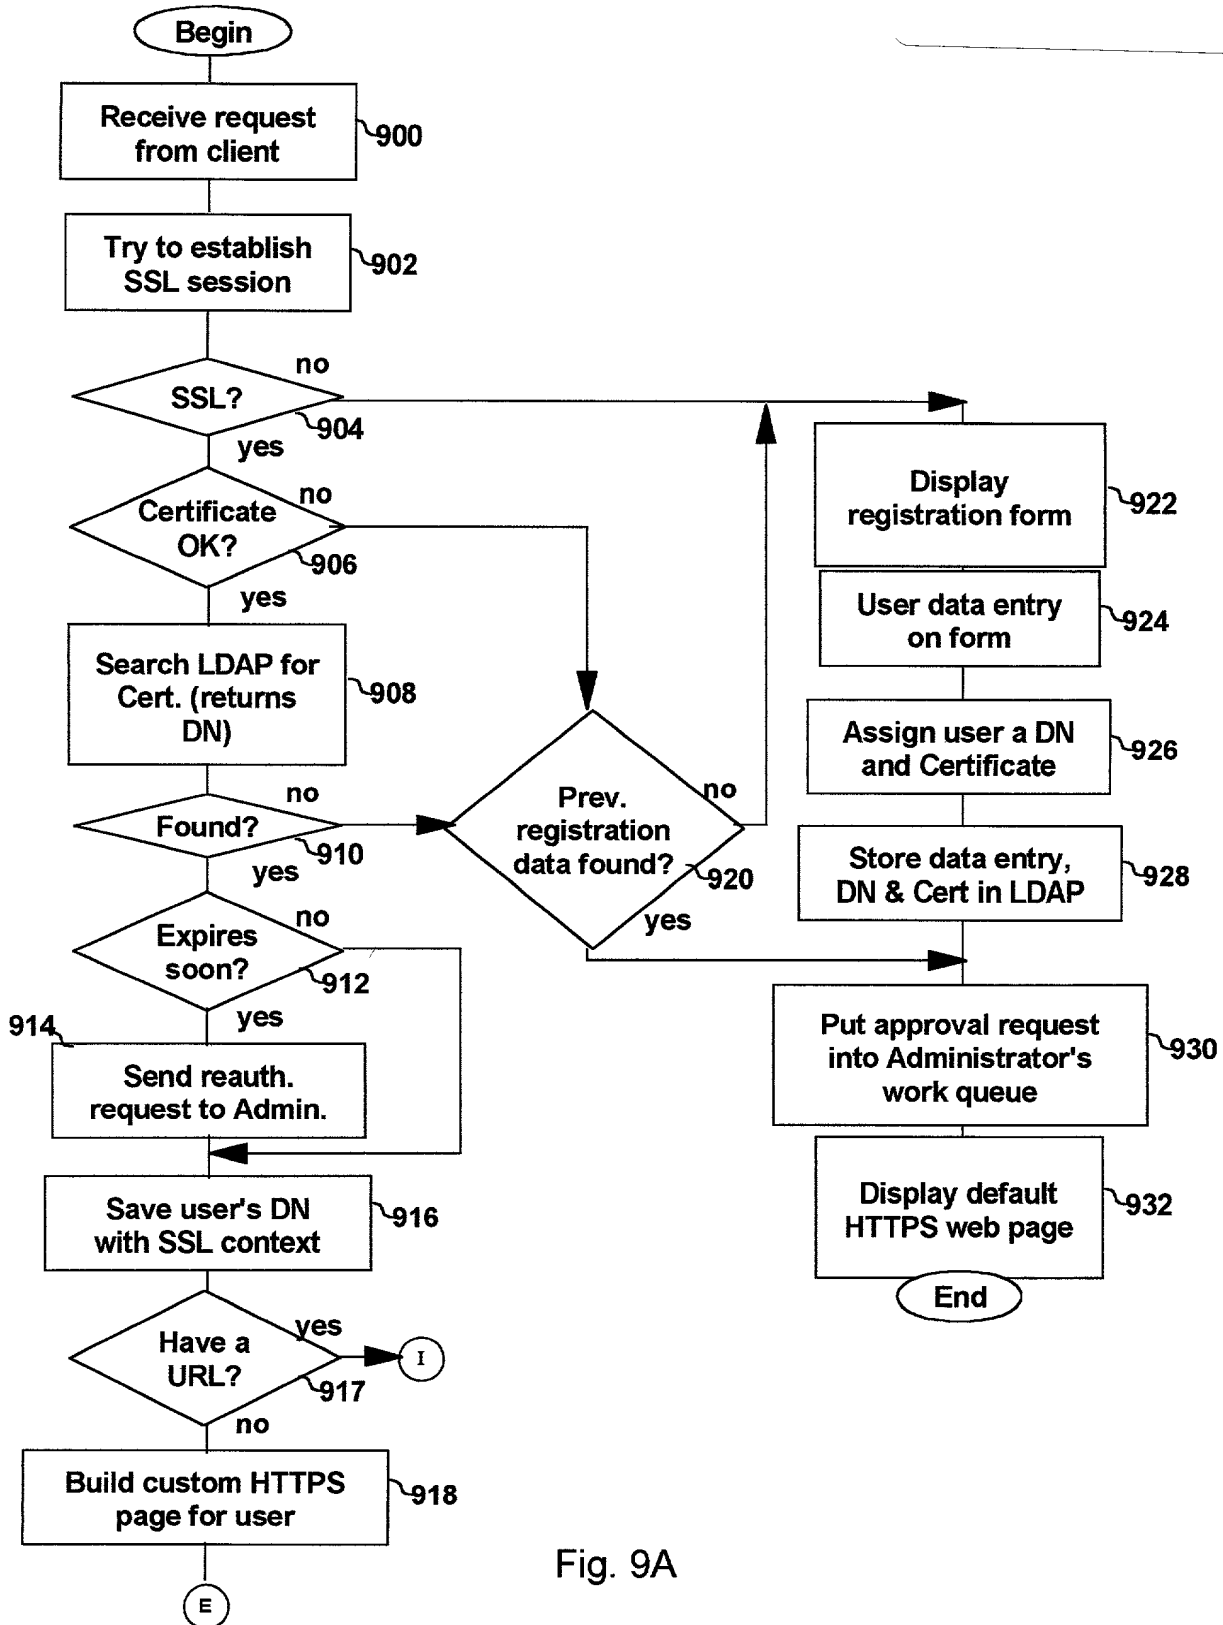 Begin
Receive request
from client
900
Try to establish
SSL session
902
no
SSL?
904
yes
no
Certificate
OK?
906
yes
Search LDAP for
Cert. (returns
DN)
908
no
Found?
910
yes
no
Expires
soon?
912
yes
914
Send reauth.
request to Admin.
Save user's DN
with SSL context
916
yes
Have a
URL?
917
I
no
Build custom HTTPS
page for user
918
E
Prev.
registration
data found?
no
920
yes
Display
registration form
922
User data entry
on form
924
Assign user a DN
and Certificate
926
Store data entry,
DN & Cert in LDAP
928
Put approval request
into Administrator's
work queue
930
Display default
HTTPS web page
932
End
Fig. 9A